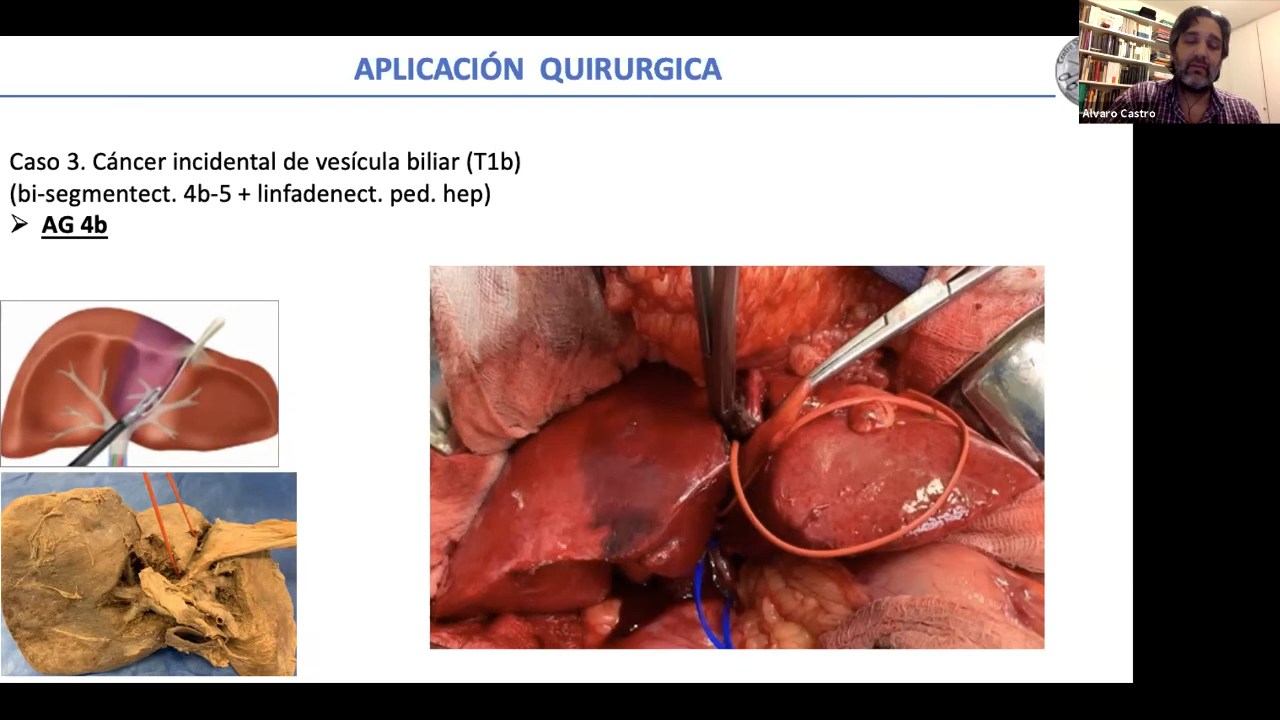 APLICACIÓN QUIRURGICA
Alvaro Castro
Caso 3. Cáncer incidental de vesícula biliar (T1b)
(bi-segmentect. 4b-5 + linfadenect. ped. hep)
➢ AG 4b